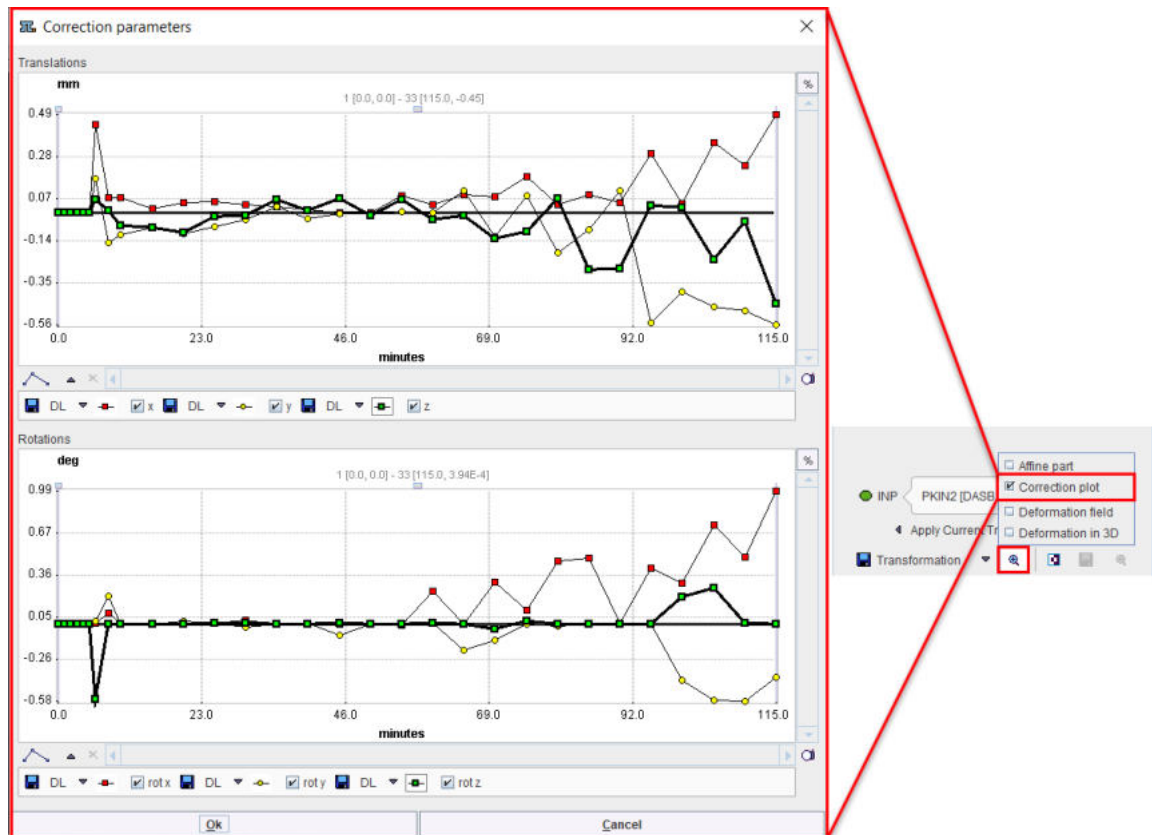 Correction parameters
Translations
mm
%
1 [0.0, 0.0] - 33 [115.0, -0.45]
0.49
0.28
0.07
-0.14
-0.35
-0.56
0.0 23.0 46.0 69.0 92.0 115.0
minutes
DL x DL y DL z
Rotations
deg
%
1 [0.0, 0.0] - 33 [115.0, 3.94E-4]
0.99
0.67
0.36
0.05
-0.26
-0.58
0.0 23.0 46.0 69.0 92.0 115.0
minutes
DL rot x DL rot y DL rot z
Ok Cancel
Affine part
Correction plot
INP PKIN2 [DASB
Deformation field
Apply Current Tr
Deformation in 3D
Transformation